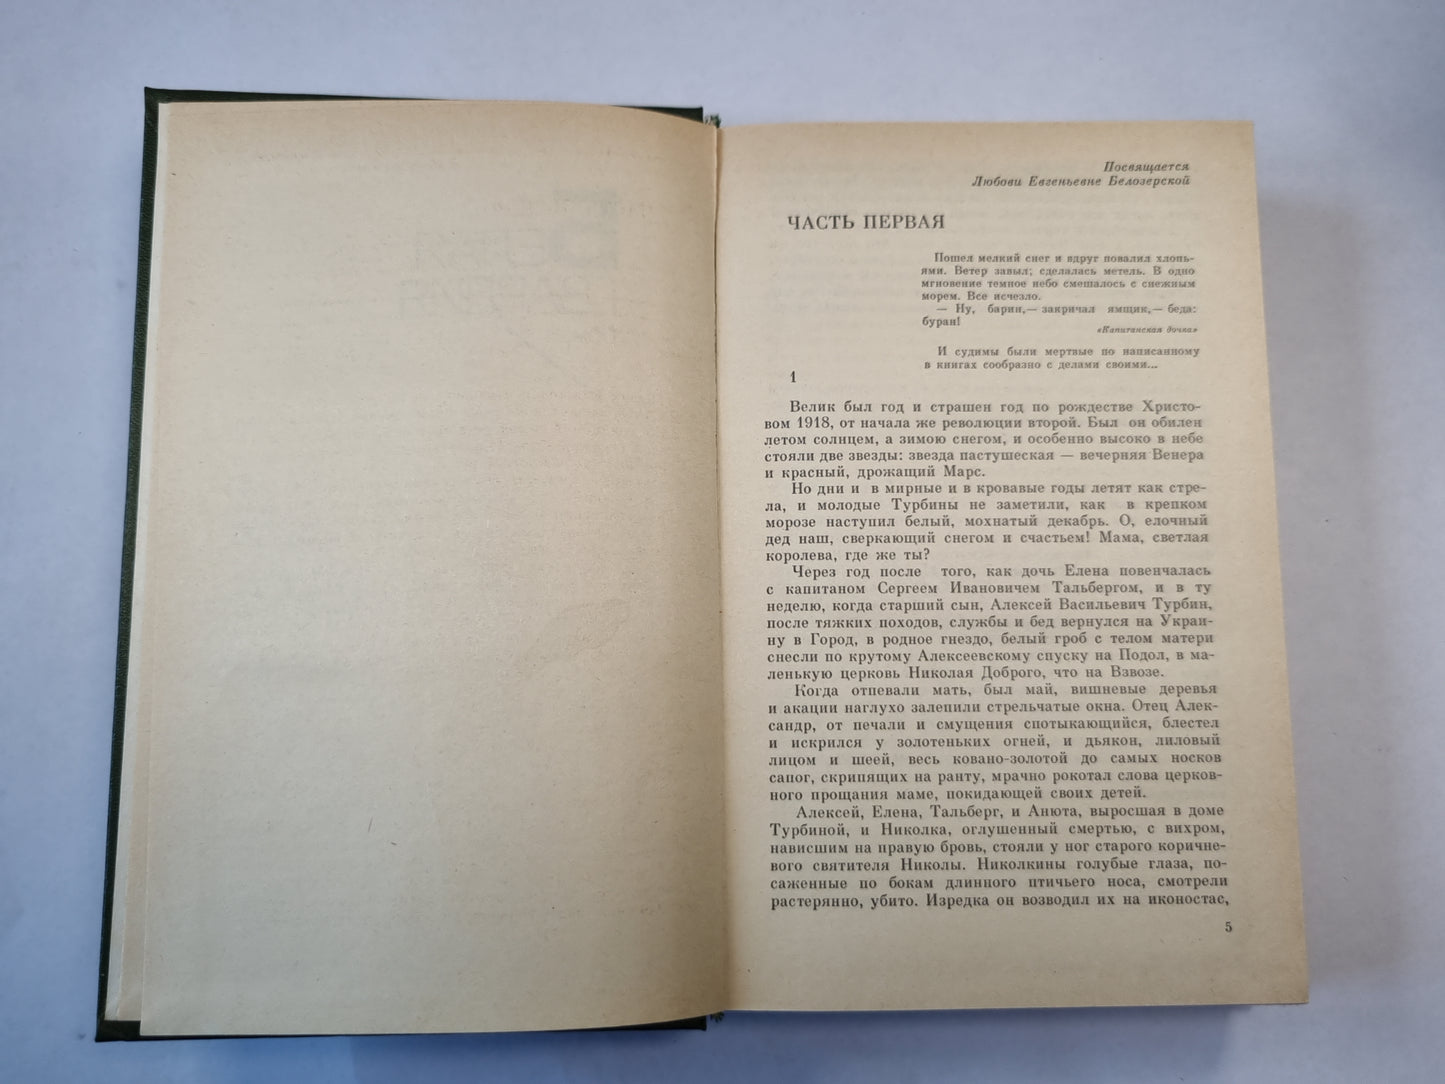 Посвящается
Любови Евгеньевне Белозерской
ЧАСТЬ ПЕРВАЯ
Пошел мелкий снег и вдруг повалил хлопь-
ями. Ветер завыл; сделалась метель. В одно
мгновение темное небо смешалось с снежным
морем. Все исчезло.
— Ну, барин,— закричал ямщик,— беда:
буран!
«Капитанская дочка»
И судимы были мертвые по написанному
в книгах сообразно с делами своими...
1
Велик был год и страшен год по рождестве Христо-
вом 1918, от начала же революции второй. Был он обилен
летом солнцем, а зимою снегом, и особенно высоко в небе
стояли две звезды: звезда пастушеская — вечерняя Венера
и красный, дрожащий Марс.
Но дни и в мирные и в кровавые годы летят как стре-
ла, и молодые Турбины не заметили, как в крепком
морозе наступил белый, мохнатый декабрь. О, елочный
дед наш, сверкающий снегом и счастьем! Мама, светлая
королева, где же ты?
Через год после того, как дочь Елена повенчалась
с капитаном Сергеем Ивановичем Тальбергом, и в ту
неделю, когда старший сын, Алексей Васильевич Турбин,
после тяжких походов, службы и бед вернулся на Украи-
ну в Город, в родное гнездо, белый гроб с телом матери
снесли по крутому Алексеевскому спуску на Подол, в ма-
ленькую церковь Николая Доброго, что на Взвозе.
Когда отпевали мать, был май, вишневые деревья
и акации наглухо залепили стрельчатые окна. Отец Алек-
сандр, от печали и смущения спотыкающийся, блестел
и искрился у золотеньких огней, и дьякон, лиловый
лицом и шеей, весь ковано-золотой до самых носков
сапог, скрипящих на ранту, мрачно рокотал слова церков-
ного прощания маме, покидающей своих детей.
Алексей, Елена, Тальберг, и Анюта, выросшая в доме
Турбиной, и Николка, оглушенный смертью, с вихром,
нависшим на правую бровь, стояли у ног старого коричне-
вого святителя Николы. Николкины голубые глаза, по-
саженные по бокам длинного птичьего носа, смотрели
растерянно, убито. Изредка он возводил их на иконостас,
5